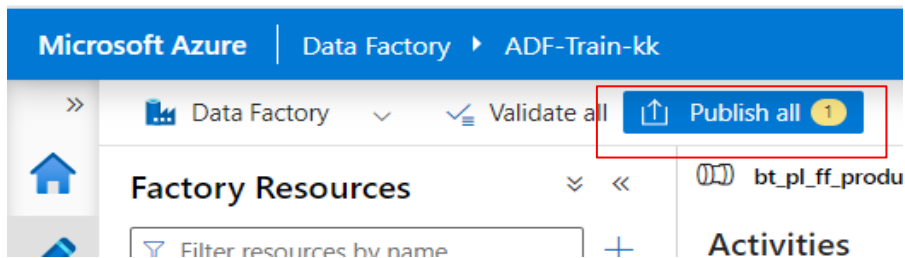 Microsoft Azure Data Factory ADF-Train-kk
Data Factory Validate all Publish all 1
Factory Resources bt_pl_ff_produ
Filter resources by name
Activities